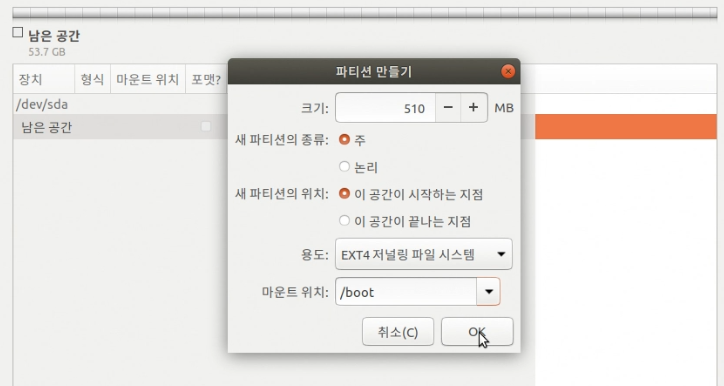 남은 공간
53.7 GB
장치 형식 마운트 위치 포맷?
/dev/sda
남은 공간
파티션 만들기
크기: 510 − + MB
새 파티션의 종류: 주
논리
새 파티션의 위치: 이 공간이 시작하는 지점
이 공간이 끝나는 지점
용도: EXT4 저널링 파일 시스템
마운트 위치: /boot
취소(C) OK